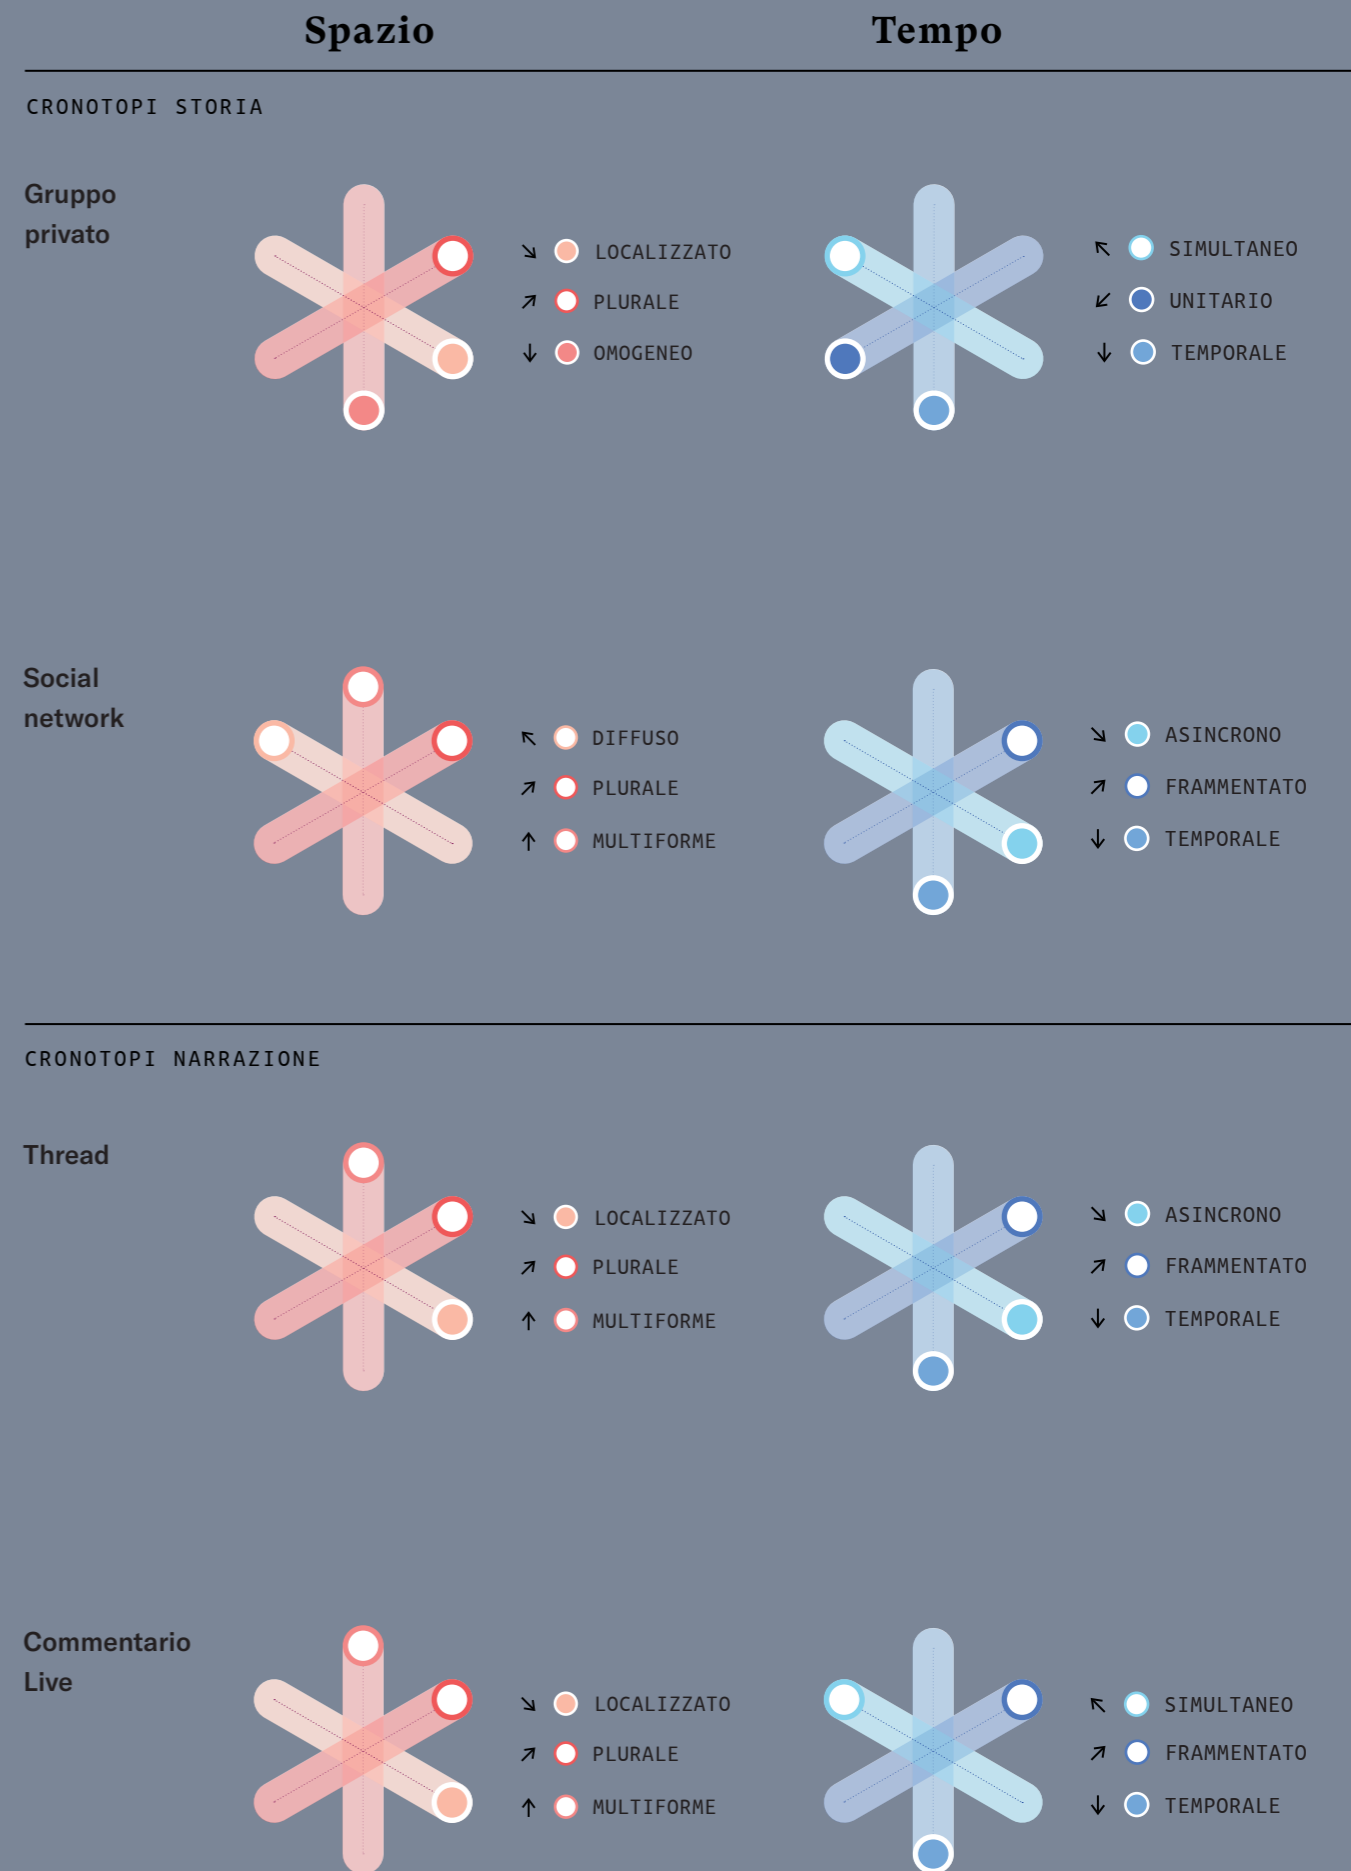 Spazio
Tempo
CRONOTOPI STORIA
Gruppo
privato
LOCALIZZATO
PLURALE
OMOGENEO
SIMULTANEO
UNITARIO
TEMPORALE
Social
network
DIFFUSO
PLURALE
MULTIFORME
ASINCRONO
FRAMMENTATO
TEMPORALE
CRONOTOPI NARRAZIONE
Thread
LOCALIZZATO
PLURALE
MULTIFORME
ASINCRONO
FRAMMENTATO
TEMPORALE
Commentario
Live
LOCALIZZATO
PLURALE
MULTIFORME
SIMULTANEO
FRAMMENTATO
TEMPORALE